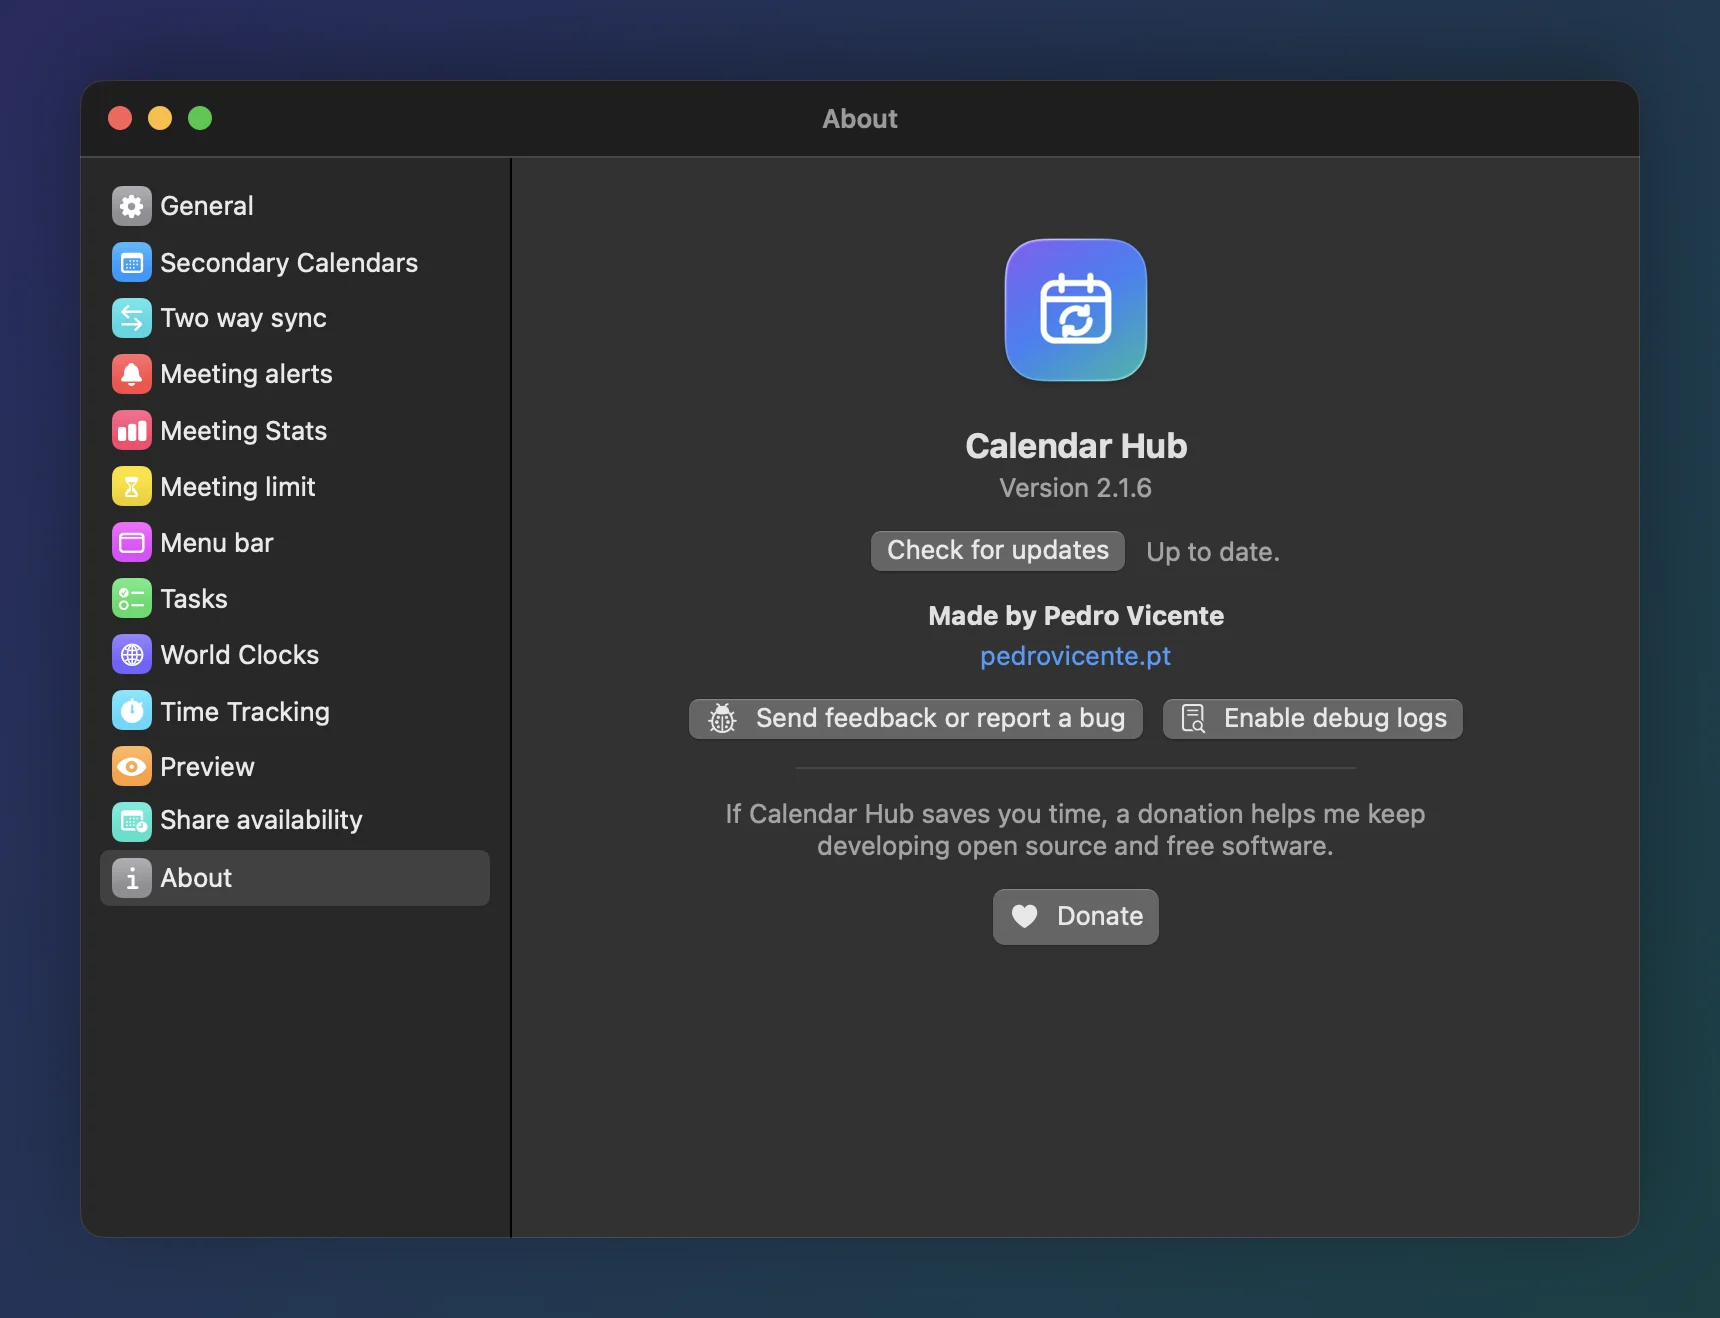 About
General
Secondary Calendars
Two way sync
Meeting alerts
Meeting Stats
Meeting limit
Menu bar
Tasks
World Clocks
Time Tracking
Preview
Share availability
About
Calendar Hub
Version 2.1.6
Check for updates Up to date.
Made by Pedro Vicente
pedrovicente.pt
Send feedback or report a bug Enable debug logs
If Calendar Hub saves you time, a donation helps me keep
developing open source and free software.
Donate